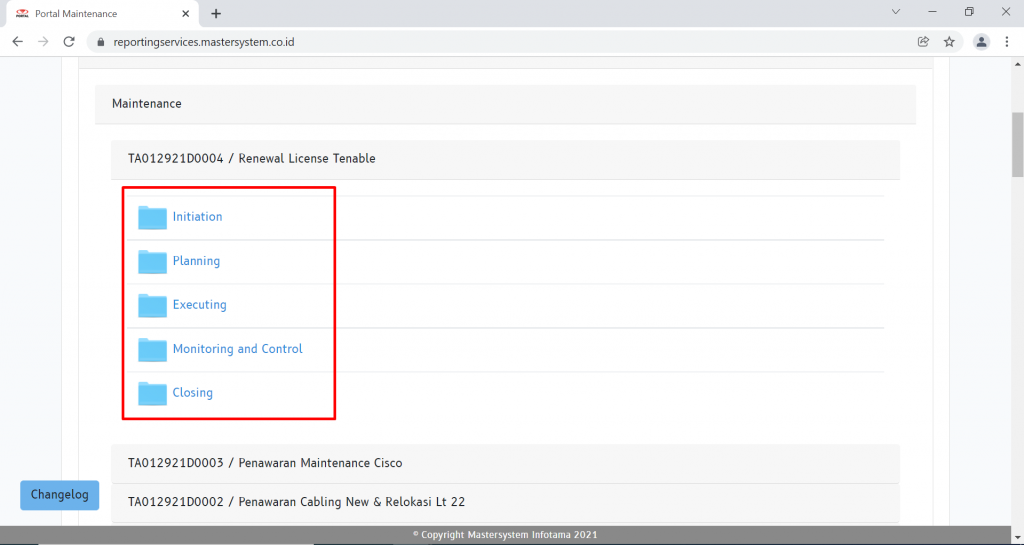 Portal Maintenance
reportingservices.mastersystem.co.id
Maintenance
TA012921D0004 / Renewal License Tenable
Initiation
Planning
Executing
Monitoring and Control
Closing
TA012921D0003 / Penawaran Maintenance Cisco
TA012921D0002 / Penawaran Cabling New & Relokasi Lt 22
Changelog
© Copyright Mastersystem Infotama 2021